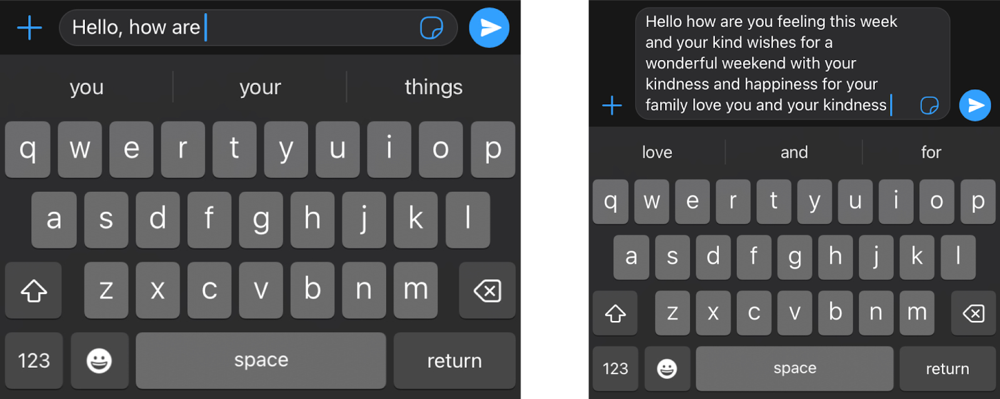 Hello, how are
you your things
q w e r t y u i o p
a s d f g h j k l
z x c v b n m
123 space return
Hello how are you feeling this week
and your kind wishes for a
wonderful weekend with your
kindness and happiness for your
family love you and your kindness
love and for
q w e r t y u i o p
a s d f g h j k l
z x c v b n m
123 space return